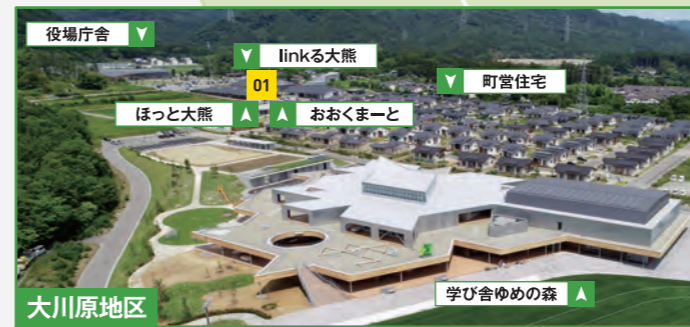 役場庁舎
linkる大熊
01
町営住宅
ほっと大熊
おおくまーと
学び舎ゆめの森
大川原地区